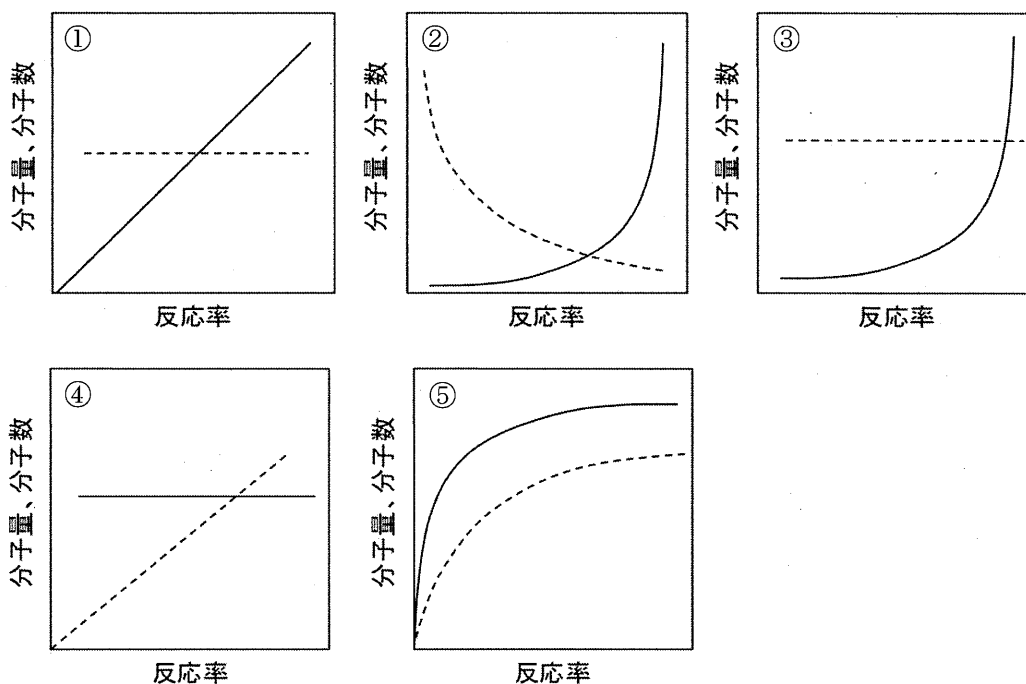 ①
分子量、分子数
反応率
②
分子量、分子数
反応率
③
分子量、分子数
反応率
④
分子量、分子数
反応率
⑤
分子量、分子数
反応率